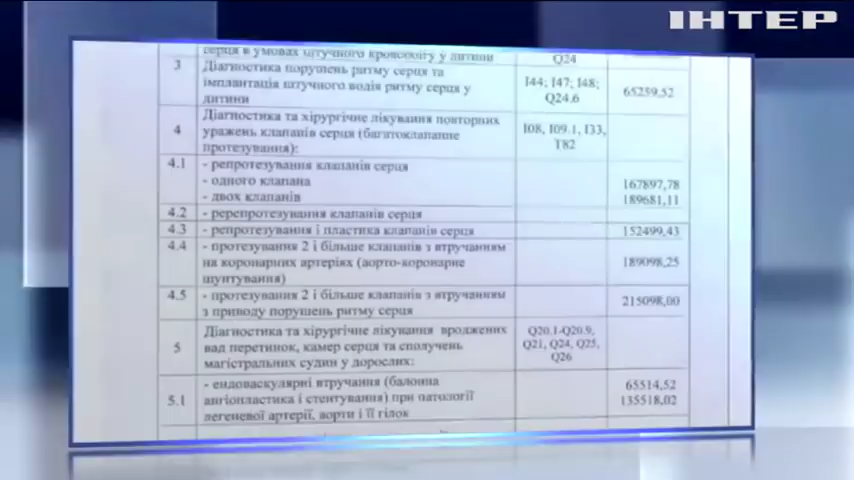 ІНТЕР
серця в умовах штучного кровообігу у дитини
Q24
3
Діагностика порушень ритму серця та
імплантація штучного водія ритму серця у
дитини
I44; I47; I48;
Q24.6
65259,52
4
Діагностика та хірургічне лікування повторних
уражень клапанів серця (багатоклапанне
протезування):
I08, I09.1, I33,
T82
4.1
- репротезування клапанів серця
- одного клапана
167897,78
- двох клапанів
189681,11
4.2
- ререпротезування клапанів серця
4.3
- репротезування і пластика клапанів серця
152499,43
4.4
- протезування 2 і більше клапанів з втручанням
на коронарних артеріях (аорто-коронарне
шунтування)
189098,25
4.5
- протезування 2 і більше клапанів з втручанням
з приводу порушень ритму серця
215098,00
5
Діагностика та хірургічне лікування вроджених
вад перетинок, камер серця та сполучень
магістральних судин у дорослих:
Q20.1-Q20.9,
Q21, Q24, Q25,
Q26
5.1
- ендоваскулярні втручання (балонна
ангіопластика і стентування) при патології
легеневої артерії, аорти і її гілок
65514,52
135518,02